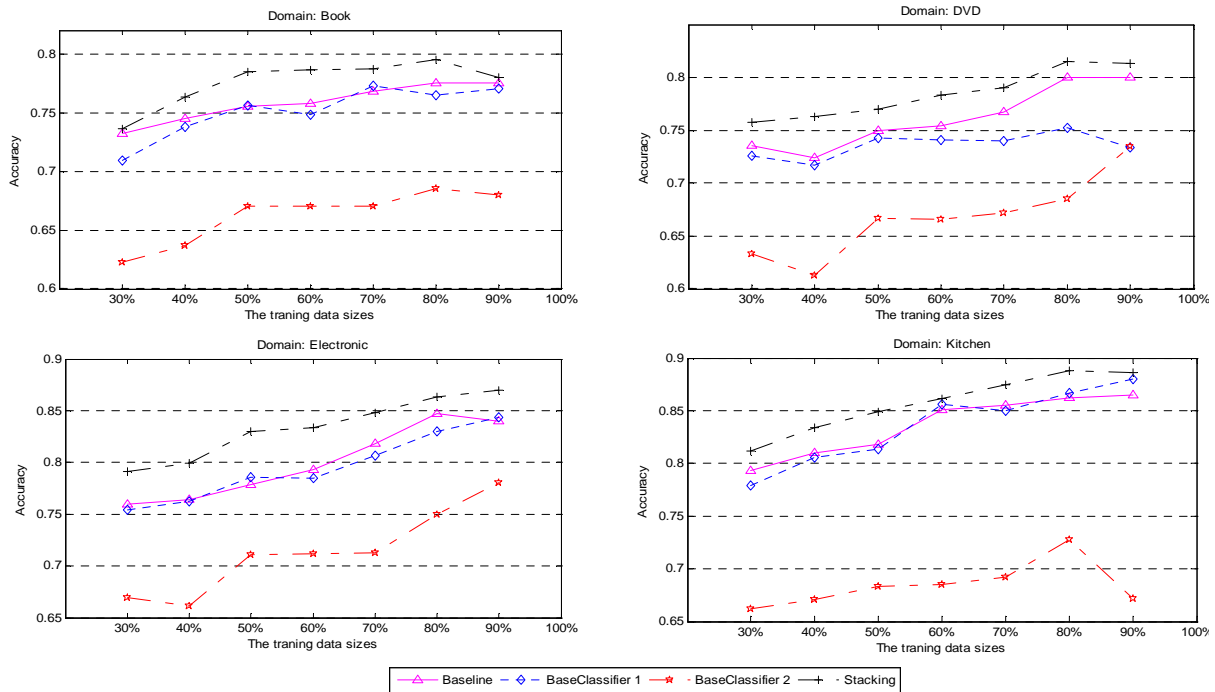 Domain: Book
0.8
0.75
0.7
0.65
0.6
Accuracy
30% 40% 50% 60% 70% 80% 90% 100%
The traning data sizes
Domain: DVD
0.8
0.75
0.7
0.65
0.6
Accuracy
30% 40% 50% 60% 70% 80% 90% 100%
The traning data sizes
Domain: Electronic
0.9
0.85
0.8
0.75
0.7
0.65
Accuracy
30% 40% 50% 60% 70% 80% 90% 100%
The traning data sizes
Domain: Kitchen
0.9
0.85
0.8
0.75
0.7
0.65
Accuracy
30% 40% 50% 60% 70% 80% 90% 100%
The traning data sizes
Baseline BaseClassifier 1 BaseClassifier 2 Stacking